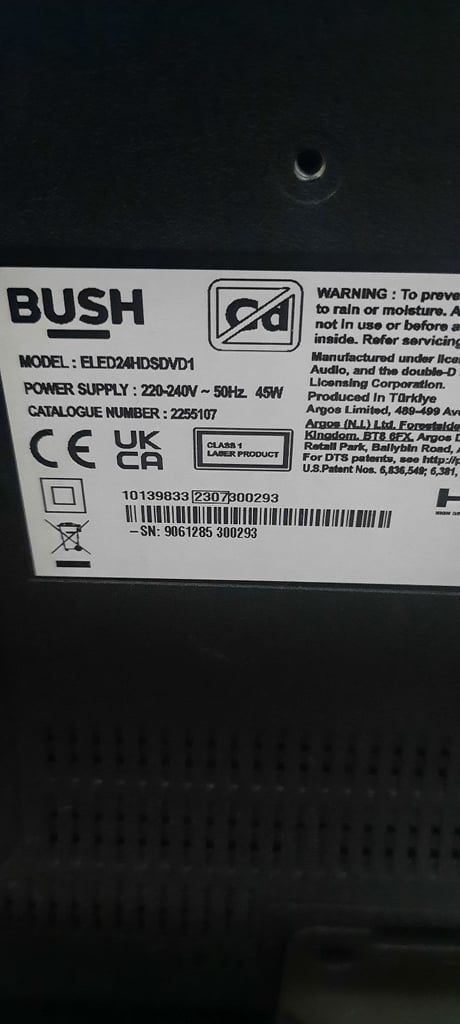 BUSH
Cd
MODEL : ELED24HDSDVD1
POWER SUPPLY : 220-240V ~ 50Hz. 45W
CATALOGUE NUMBER : 2255107
CE UK
CA
CLASS 1
LASER PRODUCT
10139833 2307 300293
–SN: 9061285 300293
WARNING : To preve
to rain or moisture. A
not in use or before a
inside. Refer servicing
Manufactured under lice
Audio, and the double-D
Licensing Corporation.
Produced in Türkiye
Argos Limited, 489-499 Ave
Argos (N.I.) Ltd. Forestside
Kingdom. BT8 6FX. Argos D
Retail Park, Ballybin Road, A
For DTS patents, see http://p
U.S.Patent Nos. 6,836,549; 6,381,
H